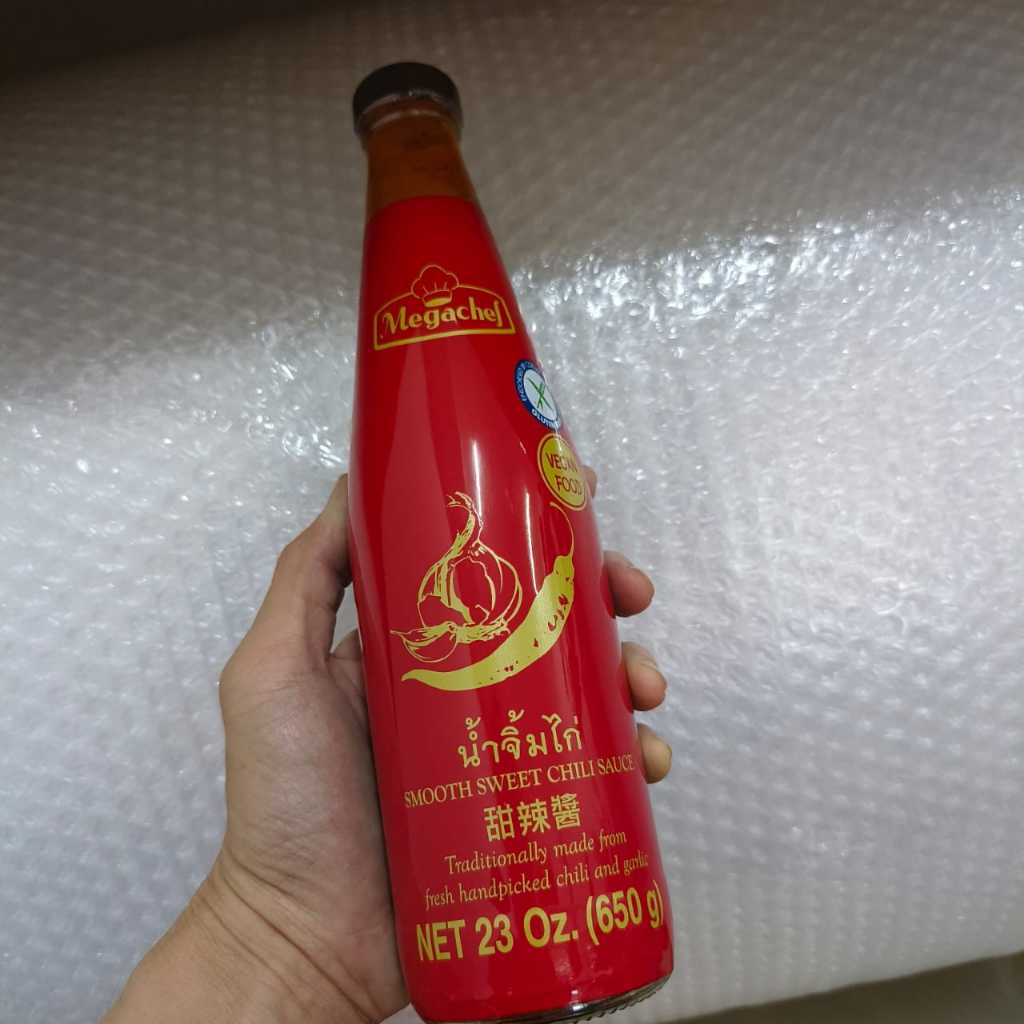 Megachef
VEGAN
FOOD
น้ำจิ้มไก่
SMOOTH SWEET CHILI SAUCE
甜辣醬
Traditionally made from
fresh handpicked chili and garlic
NET 23 Oz. (650 g)